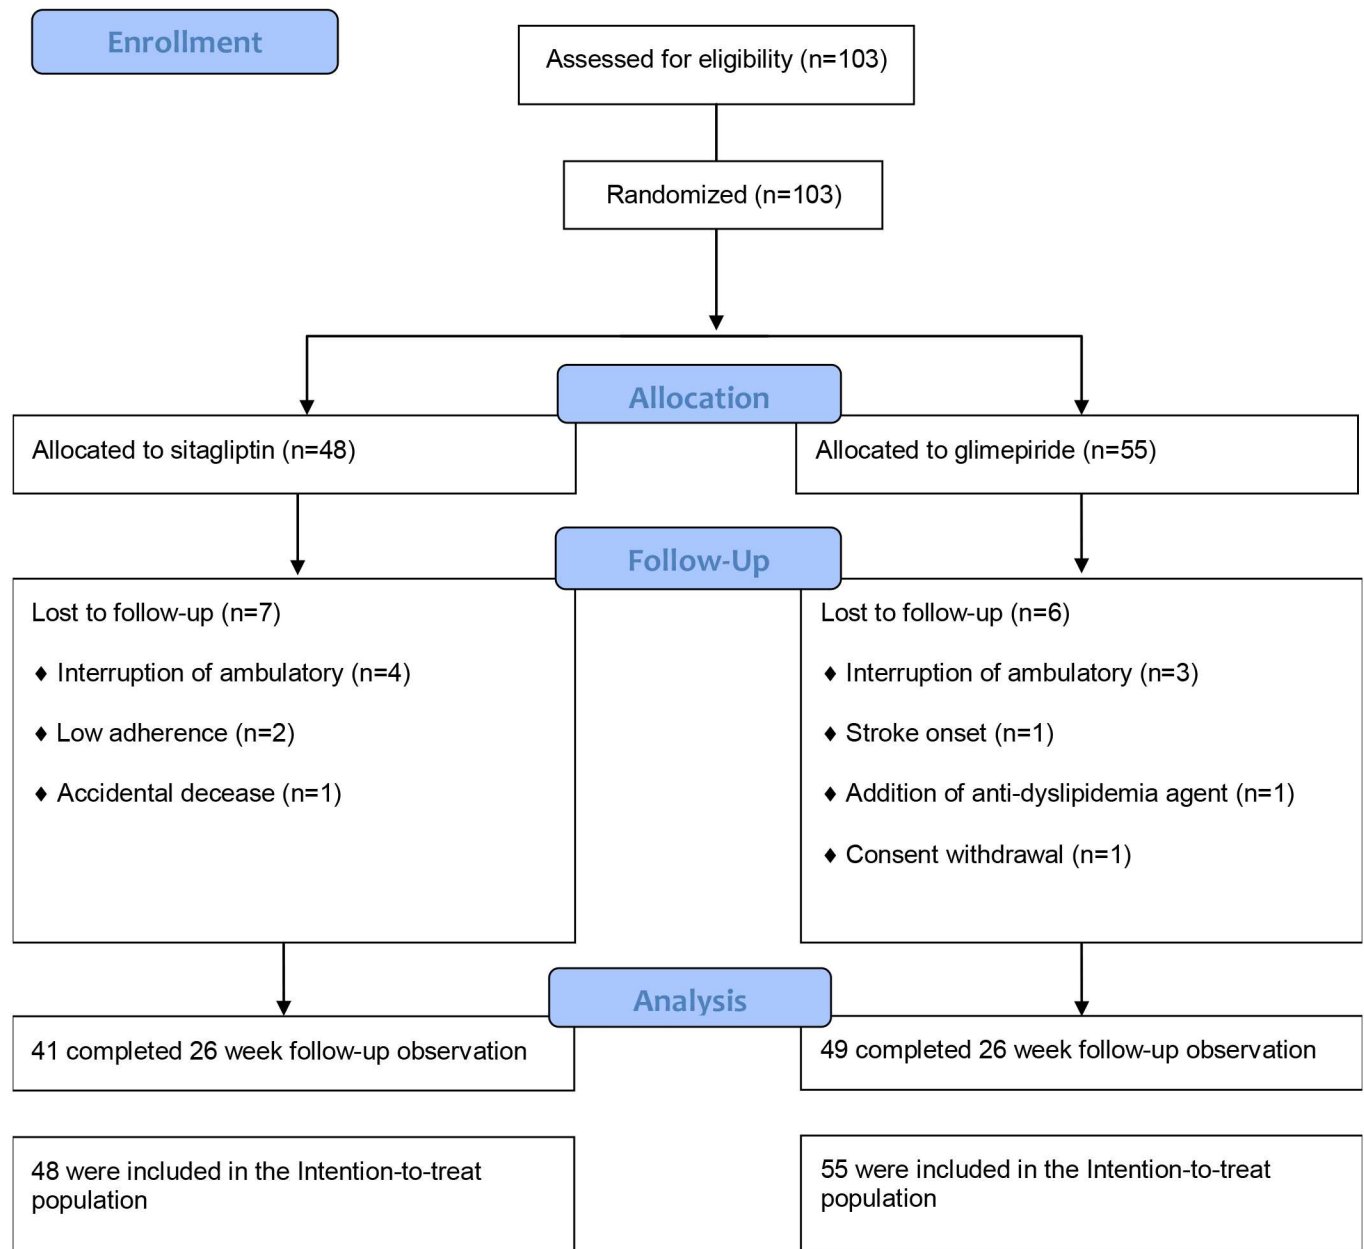 Enrollment
Assessed for eligibility (n=103)
Randomized (n=103)
Allocation
Allocated to sitagliptin (n=48)
Allocated to glimepiride (n=55)
Follow-Up
Lost to follow-up (n=7)
♦ Interruption of ambulatory (n=4)
♦ Low adherence (n=2)
♦ Accidental decease (n=1)
Lost to follow-up (n=6)
♦ Interruption of ambulatory (n=3)
♦ Stroke onset (n=1)
♦ Addition of anti-dyslipidemia agent (n=1)
♦ Consent withdrawal (n=1)
Analysis
41 completed 26 week follow-up observation
49 completed 26 week follow-up observation
48 were included in the Intention-to-treat
population
55 were included in the Intention-to-treat
population